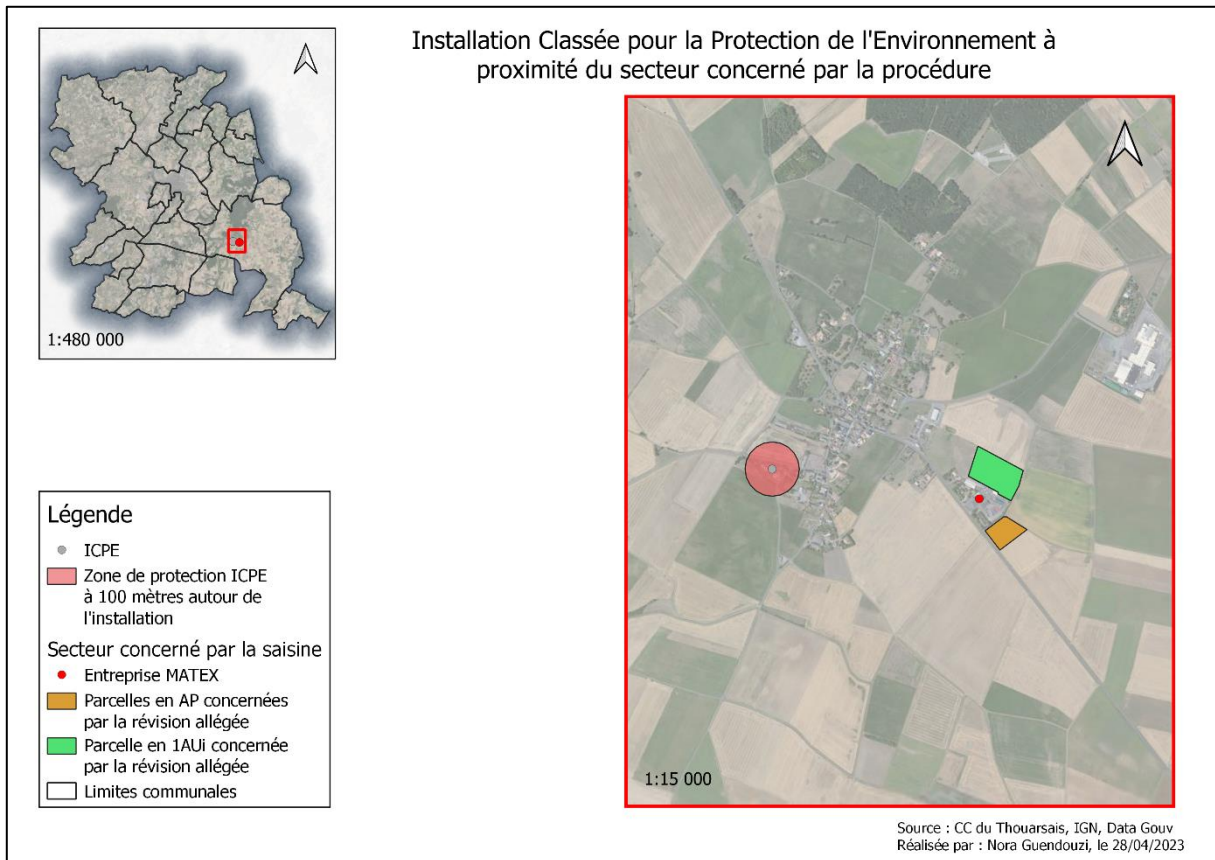 Installation Classée pour la Protection de l'Environnement à
proximité du secteur concerné par la procédure
1:480 000
Légende
ICPE
Zone de protection ICPE
à 100 mètres autour de
l'installation
Secteur concerné par la saisine
Entreprise MATEX
Parcelles en AP concernées
par la révision allégée
Parcelle en 1AUi concernée
par la révision allégée
Limites communales
1:15 000
Source : CC du Thouarsais, IGN, Data Gouv
Réalisée par : Nora Guendouzi, le 28/04/2023